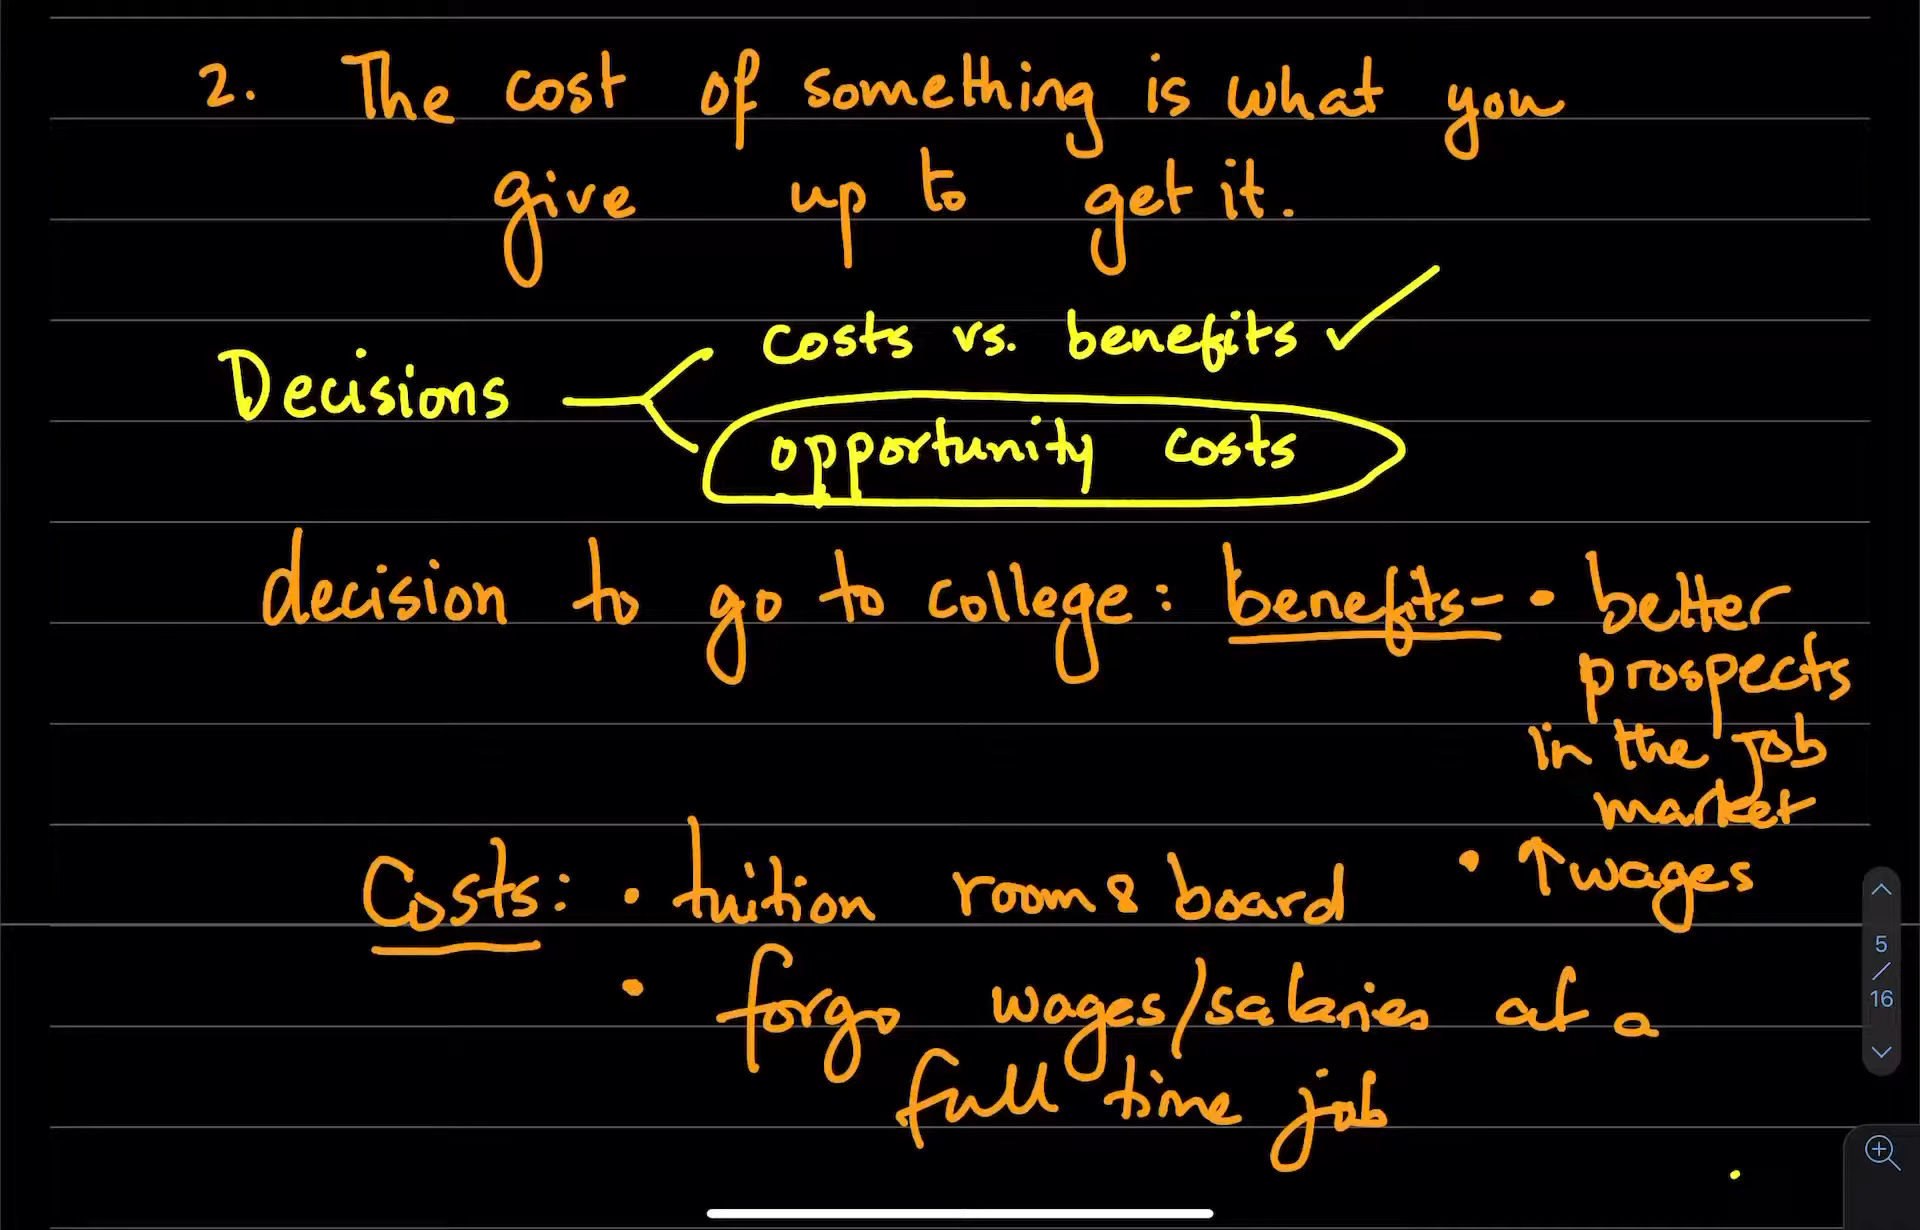 2. The cost of something is what you
give up to get it.
costs vs. benefits ✓
Decisions
opportunity costs
decision to go to college: benefits- • better
prospects
in the job
market
• ↑wages
Costs: • tuition room & board
• forgo wages/salaries at a
full time job
5
/
16